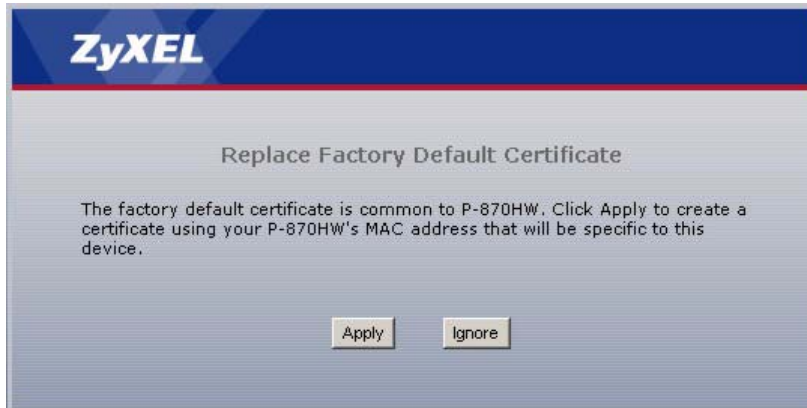 ZyXEL
Replace Factory Default Certificate
The factory default certificate is common to P-870HW. Click Apply to create a
certificate using your P-870HW's MAC address that will be specific to this
device.
Apply Ignore